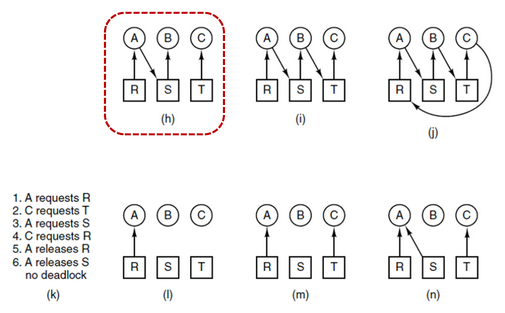 A B C A B C A B C
R S T R S T R S T
(h) (i) (j)
1. A requests R
2. C requests T
3. A requests S
4. C requests R
5. A releases R
6. A releases S
no deadlock
(k)
A B C A B C A B C
R S T R S T R S T
(l) (m) (n)